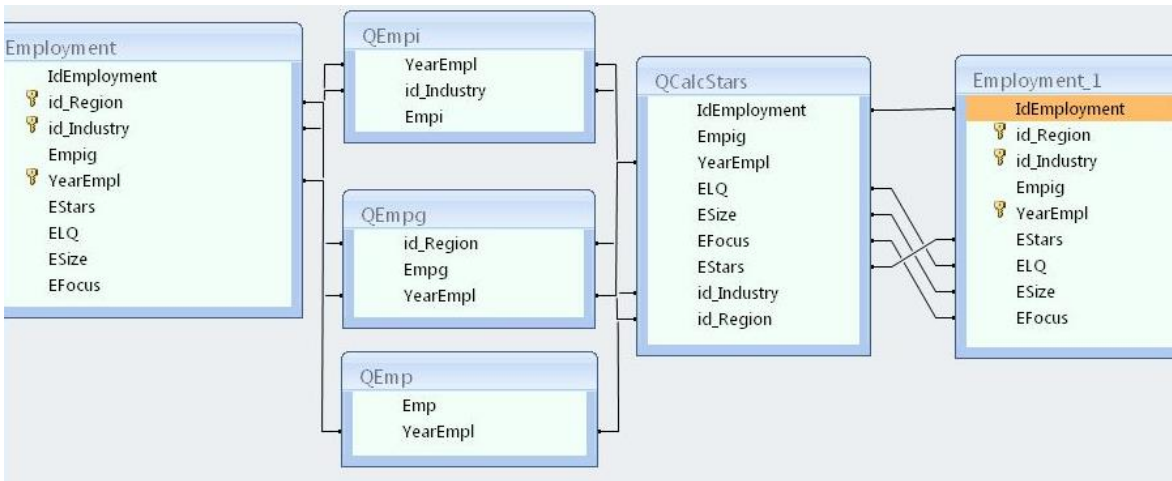 Employment
IdEmployment
id_Region
id_Industry
Empig
YearEmpl
EStars
ELQ
ESize
EFocus
QEmpi
YearEmpl
id_Industry
Empi
QEmpg
id_Region
Empg
YearEmpl
QEmp
Emp
YearEmpl
QCalcStars
IdEmployment
Empig
YearEmpl
ELQ
ESize
EFocus
EStars
id_Industry
id_Region
Employment_1
IdEmployment
id_Region
id_Industry
Empig
YearEmpl
EStars
ELQ
ESize
EFocus